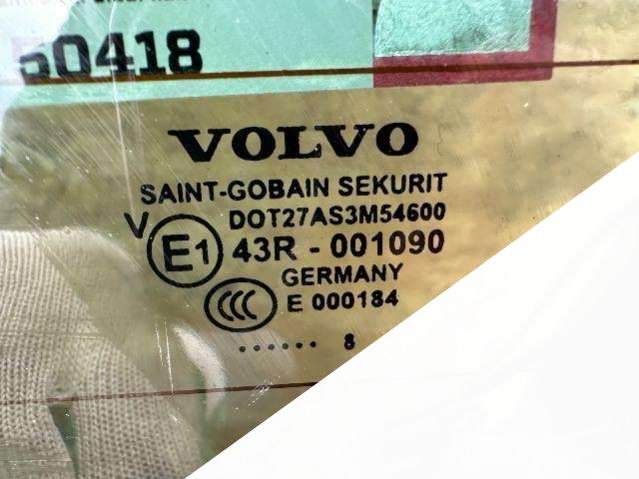 50418
VOLVO
SAINT-GOBAIN SEKURIT
DOT27AS3M54600
V E1 43R - 001090
GERMANY
CCC E 000184
...... 8